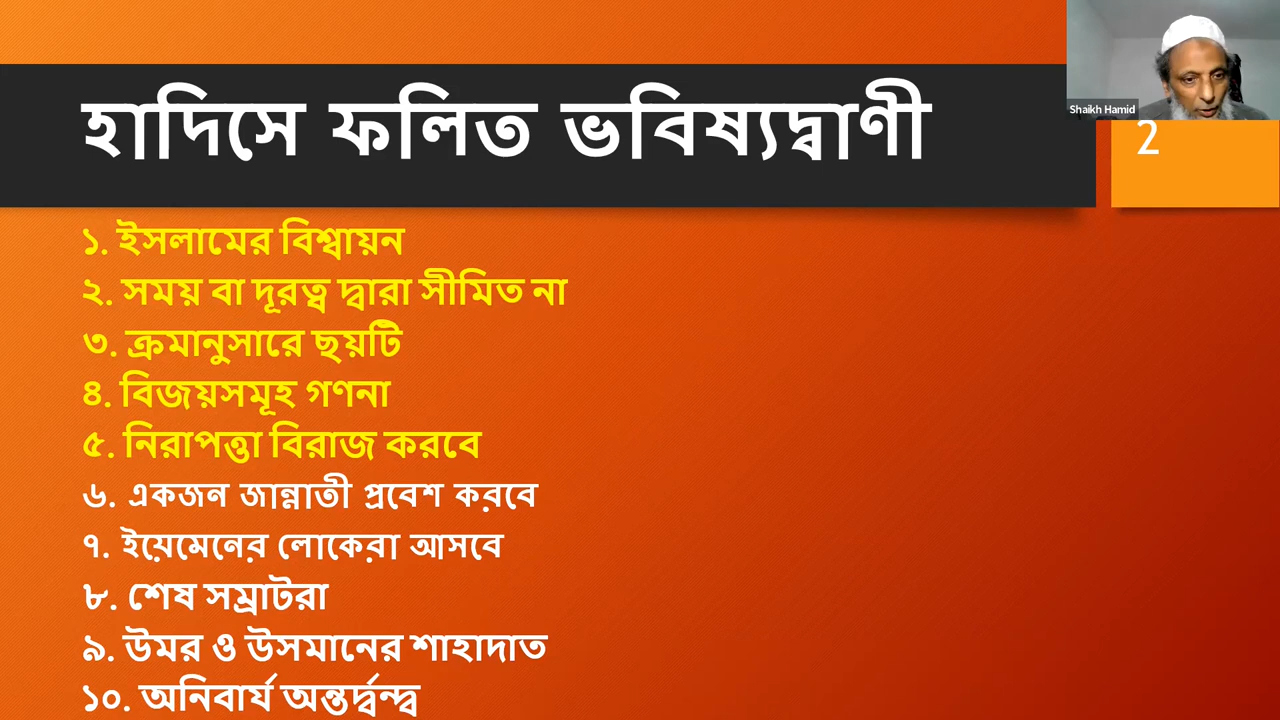 হাদিসে ফলিত ভবিষ্যদ্বাণী
Shaikh Hamid
2
১. ইসলামের বিশ্বায়ন
২. সময় বা দূরত্ব দ্বারা সীমিত না
৩. ক্রমানুসারে ছয়টি
৪. বিজয়সমূহ গণনা
৫. নিরাপত্তা বিরাজ করবে
৬. একজন জান্নাতী প্রবেশ করবে
৭. ইয়েমেনের লোকেরা আসবে
৮. শেষ সম্রাটরা
৯. উমর ও উসমানের শাহাদাত
১০. অনিবার্য অন্তর্দ্বন্দ্ব